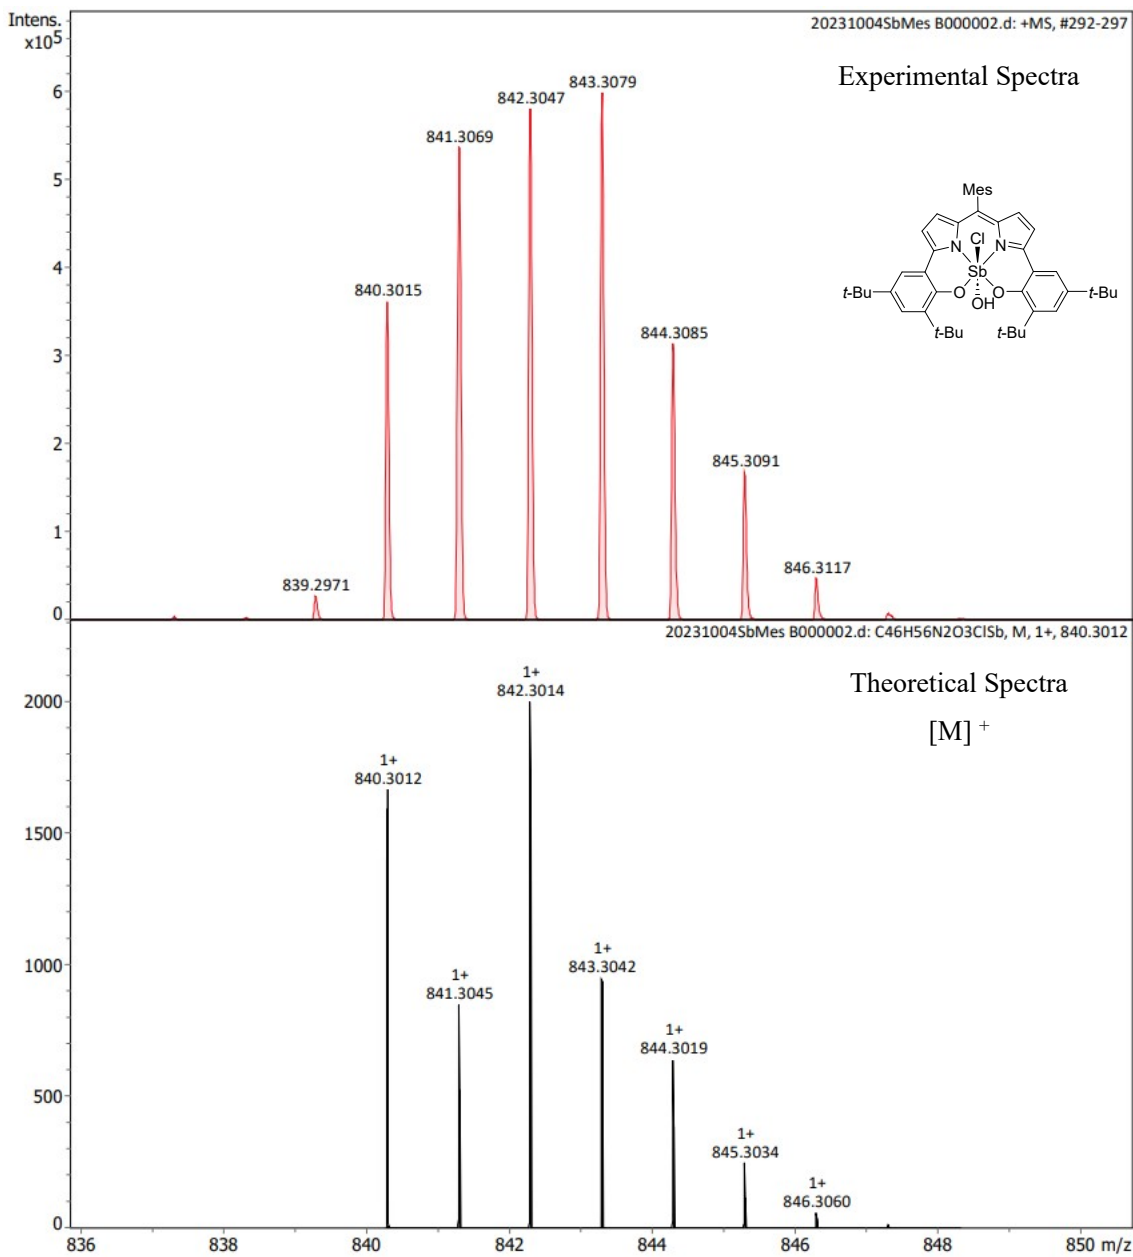 Intens.
x10⁵
20231004SbMes B000002.d: +MS, #292-297
Experimental Spectra
6
5
4
3
2
1
0
839.2971
840.3015
841.3069
842.3047
843.3079
844.3085
845.3091
846.3117
Mes
N
Cl
N
Sb
O
O
OH
t-Bu
t-Bu
t-Bu
t-Bu
20231004SbMes B000002.d: C46H56N2O3ClSb, M, 1+, 840.3012
Theoretical Spectra
[M] +
2000
1500
1000
500
0
1+
840.3012
1+
841.3045
1+
842.3014
1+
843.3042
1+
844.3019
1+
845.3034
1+
846.3060
836 838 840 842 844 846 848 850 m/z